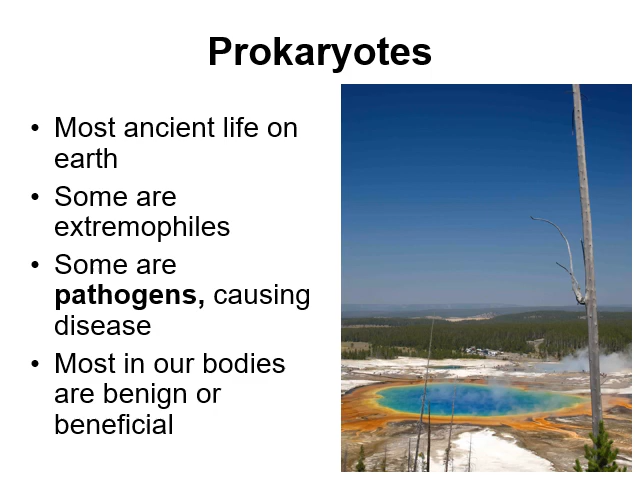 Prokaryotes
• Most ancient life on
earth
• Some are
extremophiles
• Some are
pathogens, causing
disease
• Most in our bodies
are benign or
beneficial